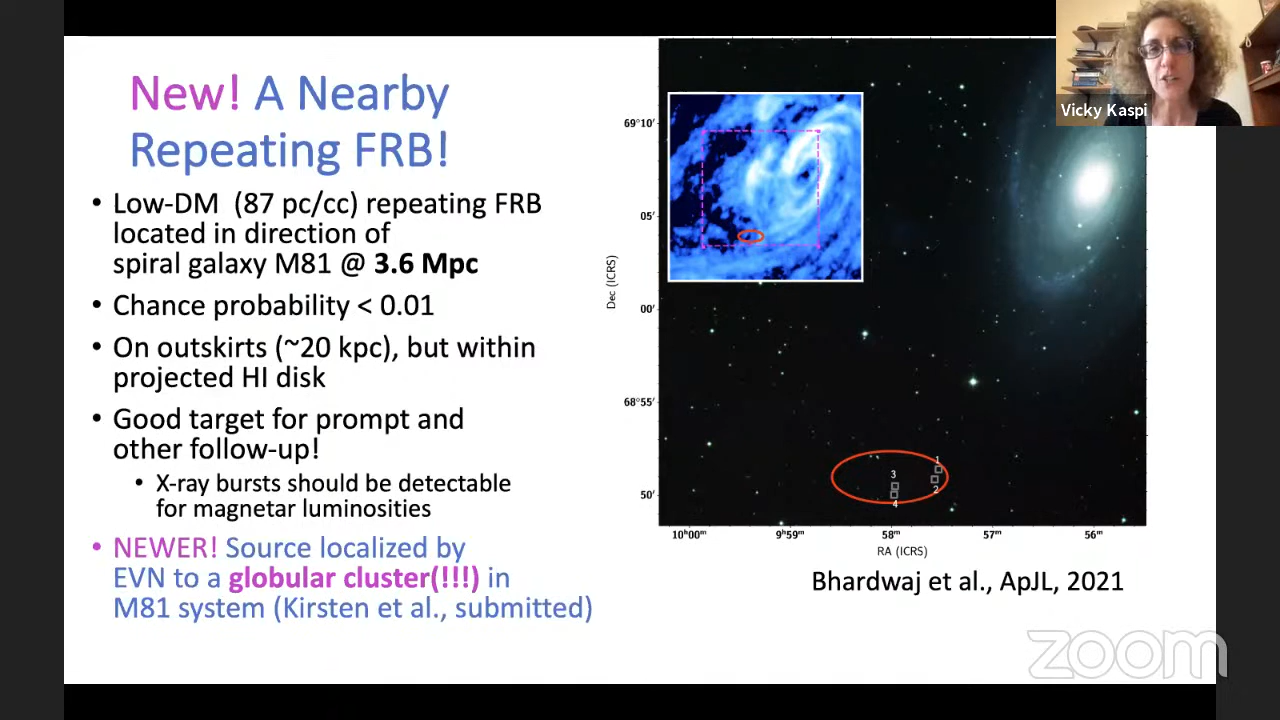 New! A Nearby
Repeating FRB!
• Low-DM (87 pc/cc) repeating FRB
located in direction of
spiral galaxy M81 @ 3.6 Mpc
• Chance probability < 0.01
• On outskirts (~20 kpc), but within
projected HI disk
• Good target for prompt and
other follow-up!
• X-ray bursts should be detectable
for magnetar luminosities
• NEWER! Source localized by
EVN to a globular cluster(!!!) in
M81 system (Kirsten et al., submitted)
Vicky Kaspi
69°10'
05'
00'
68°55'
50'
Dec (ICRS)
1
3
2
4
10ʰ00ᵐ 9ʰ59ᵐ 58ᵐ 57ᵐ 56ᵐ
RA (ICRS)
Bhardwaj et al., ApJL, 2021
zoom